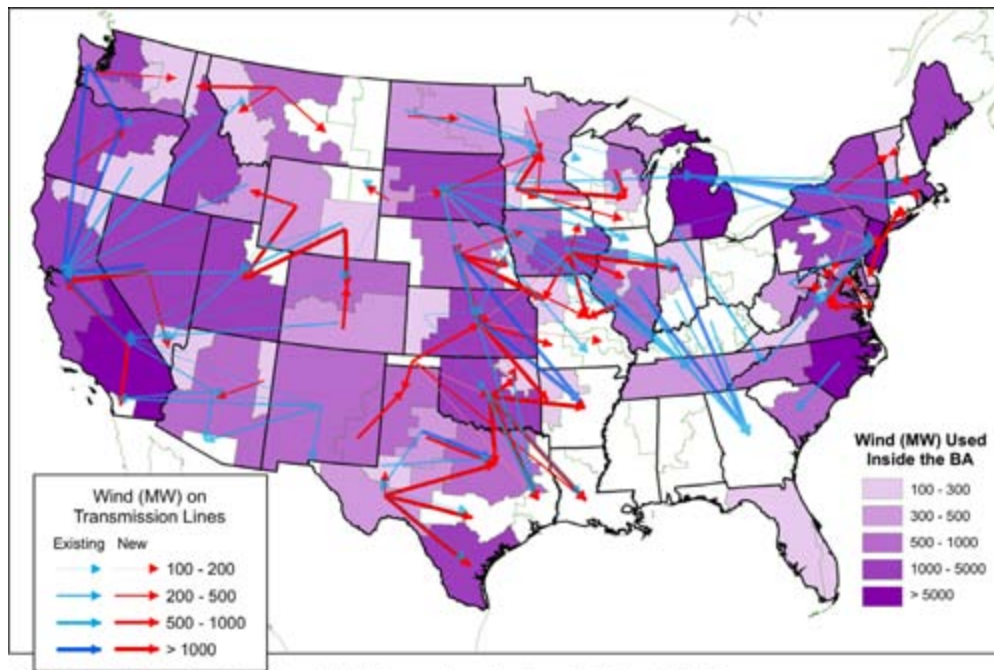 Wind (MW) Used
Inside the BA
100 - 300
300 - 500
500 - 1000
1000 - 5000
> 5000
Wind (MW) on
Transmission Lines
Existing New
100 - 200
200 - 500
500 - 1000
> 1000